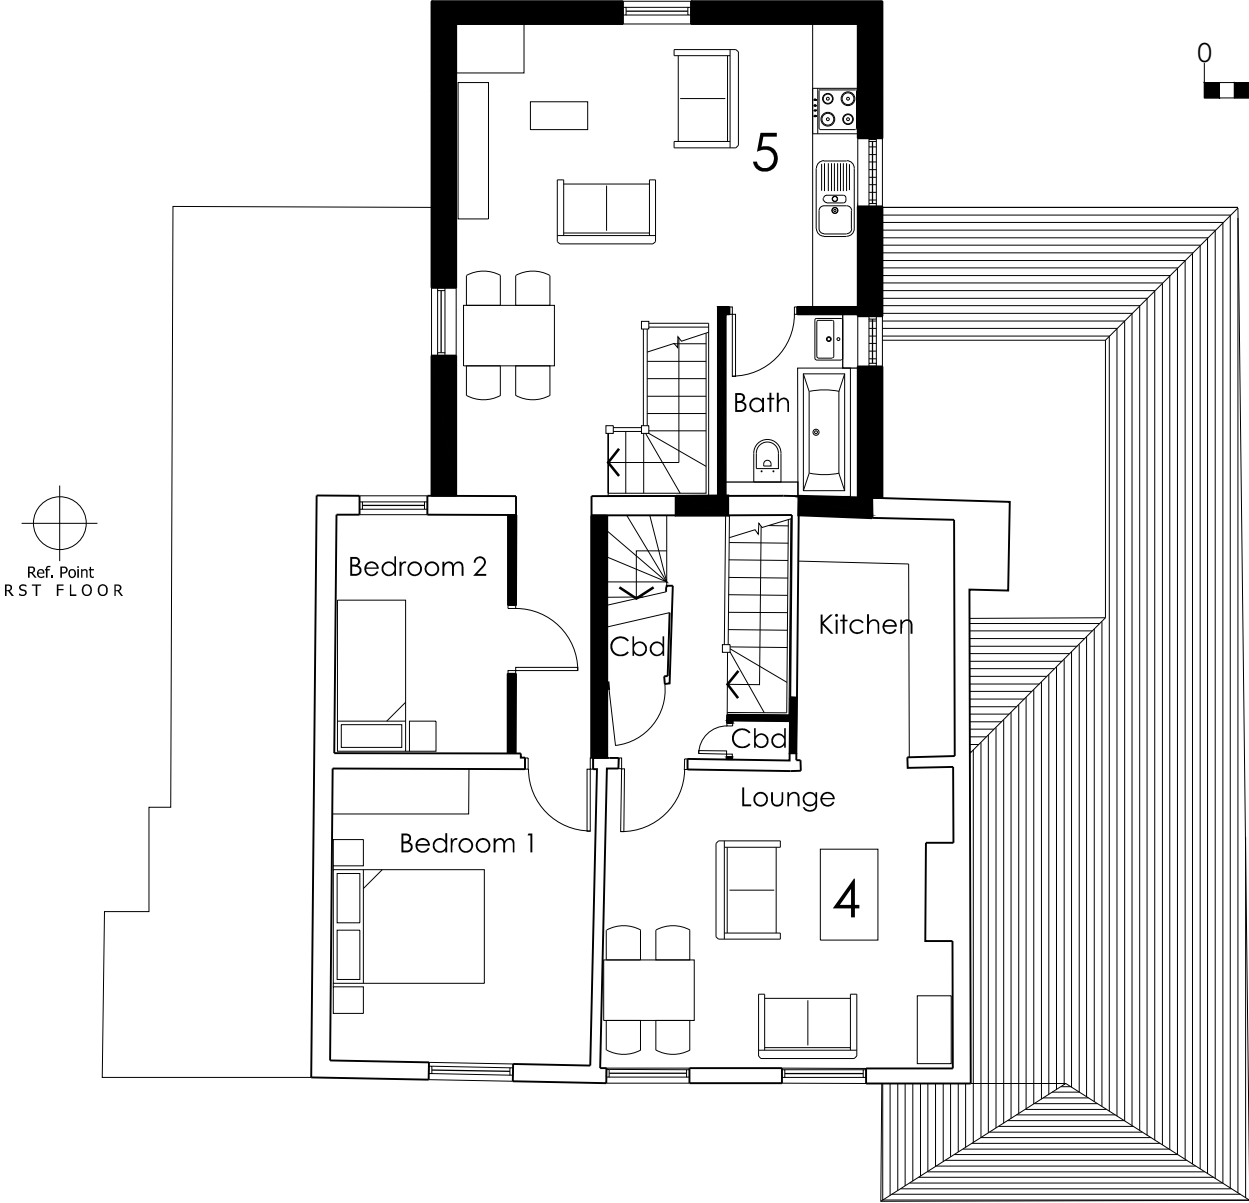 0
5
Bath
Bedroom 2
Ref. Point
RST FLOOR
Kitchen
Cbd
Cbd
Lounge
Bedroom 1
4